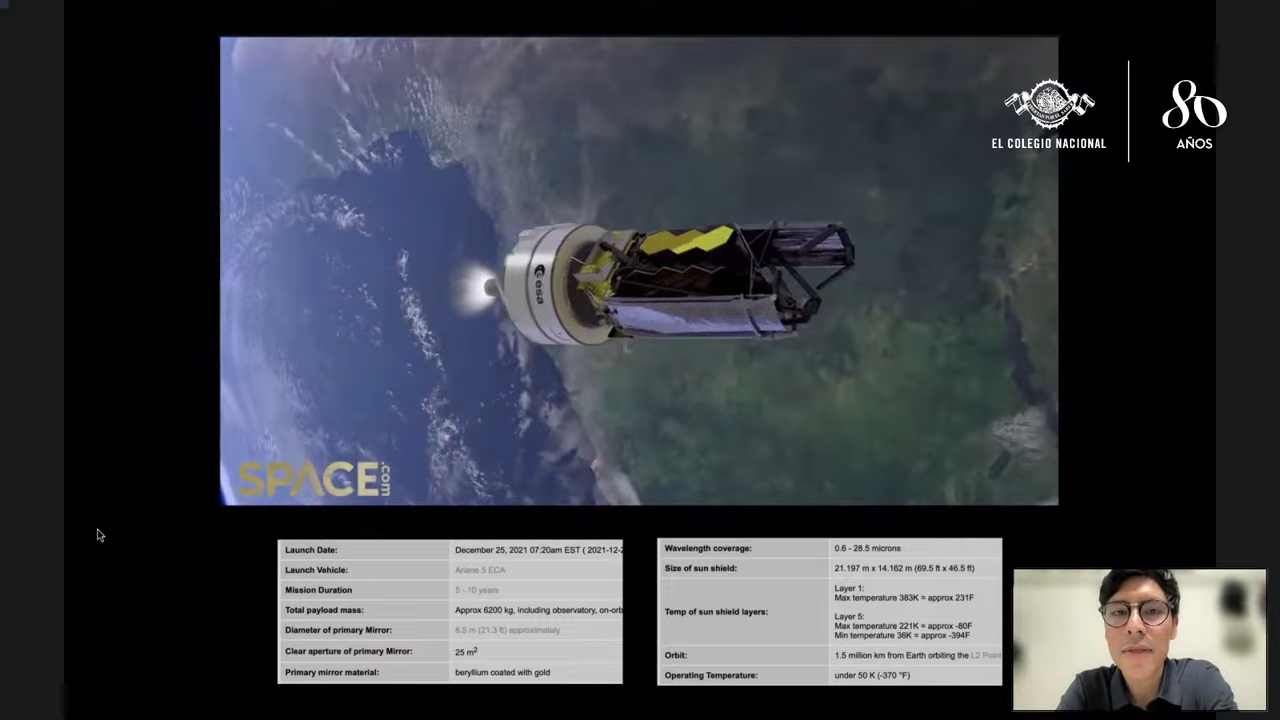 EL COLEGIO NACIONAL
80
AÑOS
esa
SPACE.com
Launch Date: December 25, 2021 07:20am EST ( 2021-12-2
Launch Vehicle: Ariane 5 ECA
Mission Duration 5 - 10 years
Total payload mass: Approx 6200 kg, including observatory, on-orb
Diameter of primary Mirror: 6.5 m (21.3 ft) approximately
Clear aperture of primary Mirror: 25 m²
Primary mirror material: beryllium coated with gold
Wavelength coverage: 0.6 - 28.5 microns
Size of sun shield: 21.197 m x 14.162 m (69.5 ft x 46.5 ft)
Temp of sun shield layers:
Layer 1:
Max temperature 383K = approx 231F
Layer 5:
Max temperature 221K = approx -80F
Min temperature 36K = approx -394F
Orbit: 1.5 million km from Earth orbiting the L2 Point
Operating Temperature: under 50 K (-370 °F)